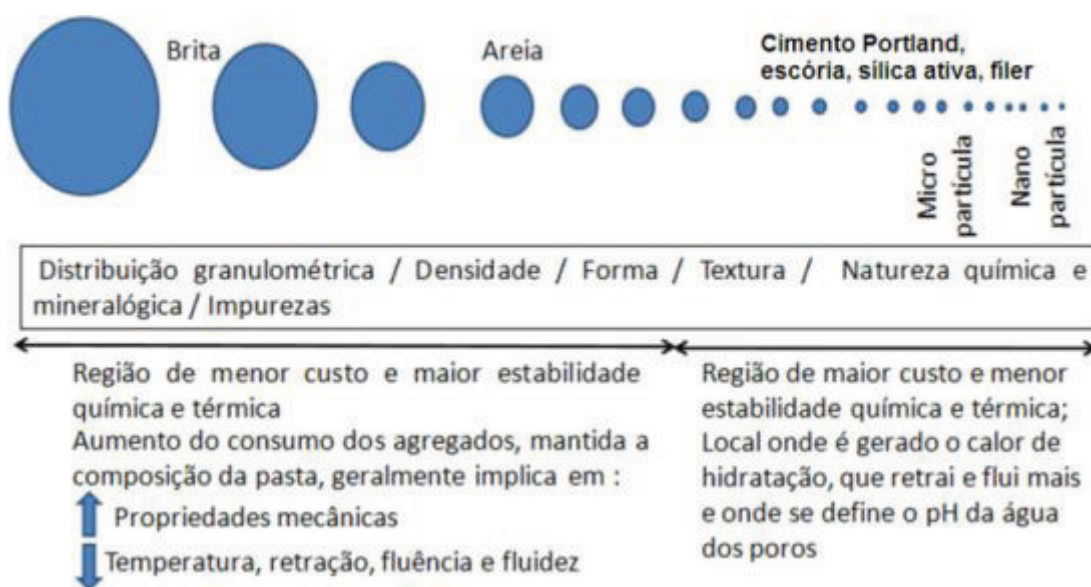 Brita
Areia
Cimento Portland,
escória, sílica ativa, fíler
Micro
partícula
Nano
partícula
Distribuição granulométrica / Densidade / Forma / Textura / Natureza química e
mineralógica / Impurezas
Região de menor custo e maior estabilidade
química e térmica
Aumento do consumo dos agregados, mantida a
composição da pasta, geralmente implica em :
Propriedades mecânicas
Temperatura, retração, fluência e fluidez
Região de maior custo e menor
estabilidade química e térmica;
Local onde é gerado o calor de
hidratação, que retrai e flui mais
e onde se define o pH da água
dos poros